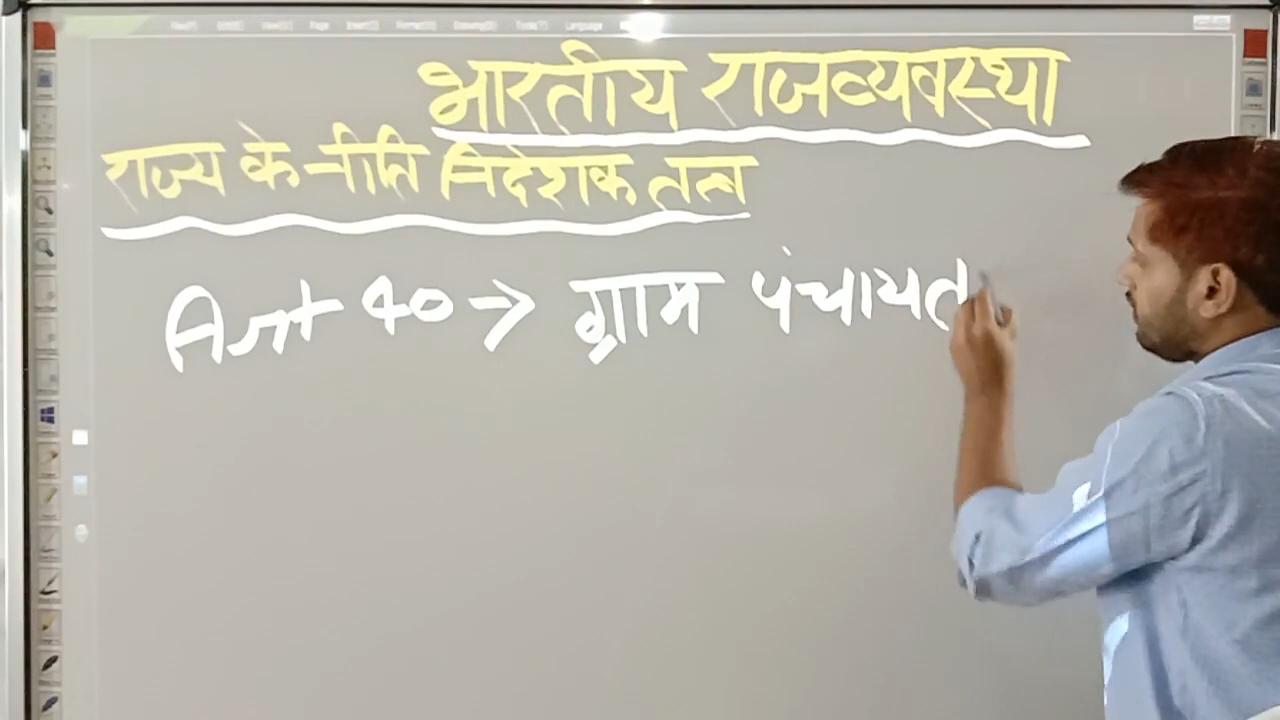 भारतीय राजव्यवस्था
राज्य के नीति निदेशक तत्व
Art 40 → ग्राम पंचायत